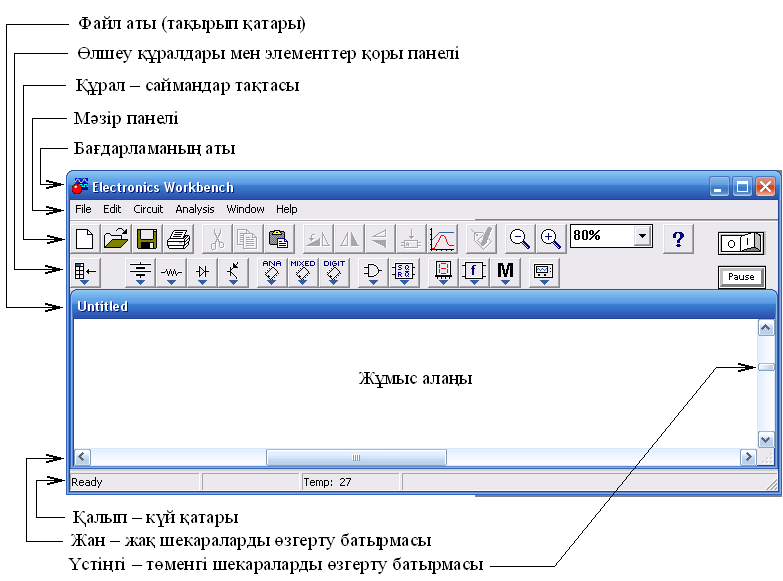 Файл аты (тақырып қатары)
Өлшеу құралдары мен элементтер қоры панелі
Құрал – саймандар тақтасы
Мәзір панелі
Бағдарламаның аты
Electronics Workbench
File Edit Circuit Analysis Window Help
80% ?
ANA MIXED DIGIT f M
Pause
Untitled
Жұмыс алаңы
Ready Temp: 27
Қалып – күй қатары
Жан – жақ шекараларды өзгерту батырмасы
Үстіңгі – төменгі шекараларды өзгерту батырмасы